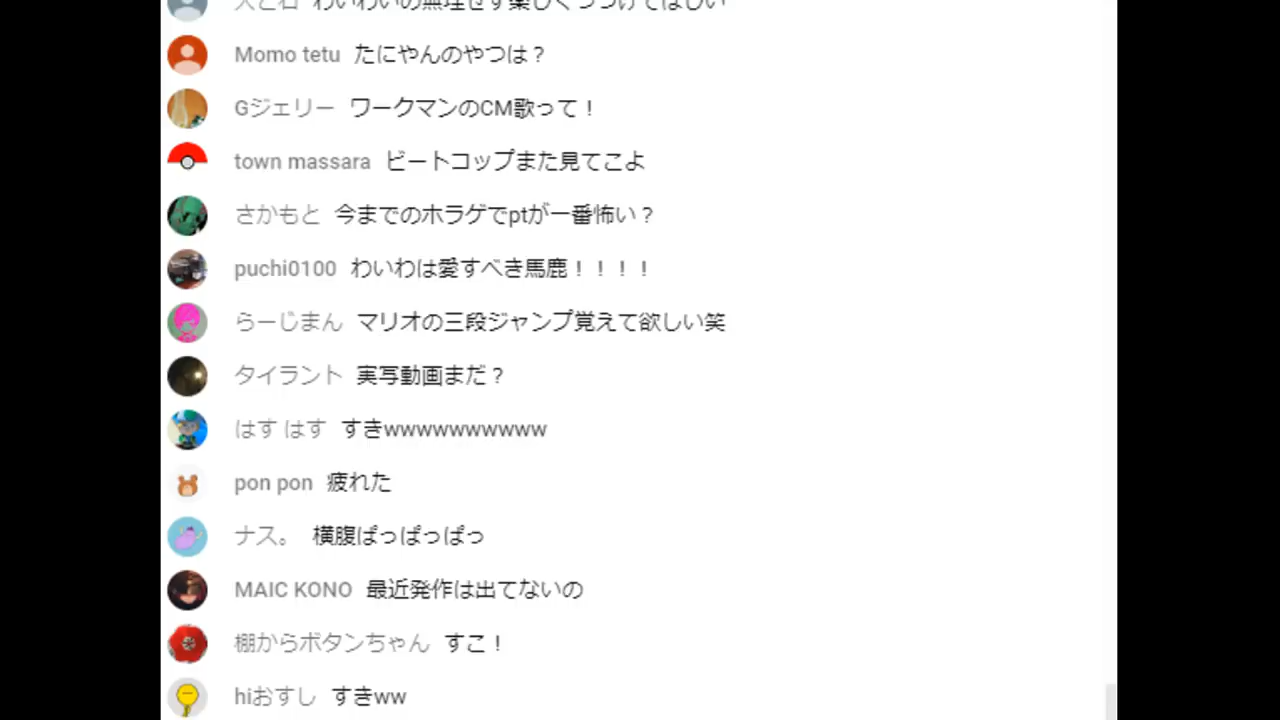 Momo tetu たにやんのやつは？
Gジェリー ワークマンのCM歌って！
town massara ビートコップまた見てこよ
さかもと 今までのホラゲでptが一番怖い？
puchi0100 わいわは愛すべき馬鹿！！！！
らーじまん マリオの三段ジャンプ覚えて欲しい笑
タイラント 実写動画まだ？
はす はす すきwwwwwwwwww
pon pon 疲れた
ナス。 横腹ぱっぱっぱっ
MAIC KONO 最近発作は出てないの
棚からボタンちゃん すこ！
hiおすし すきww